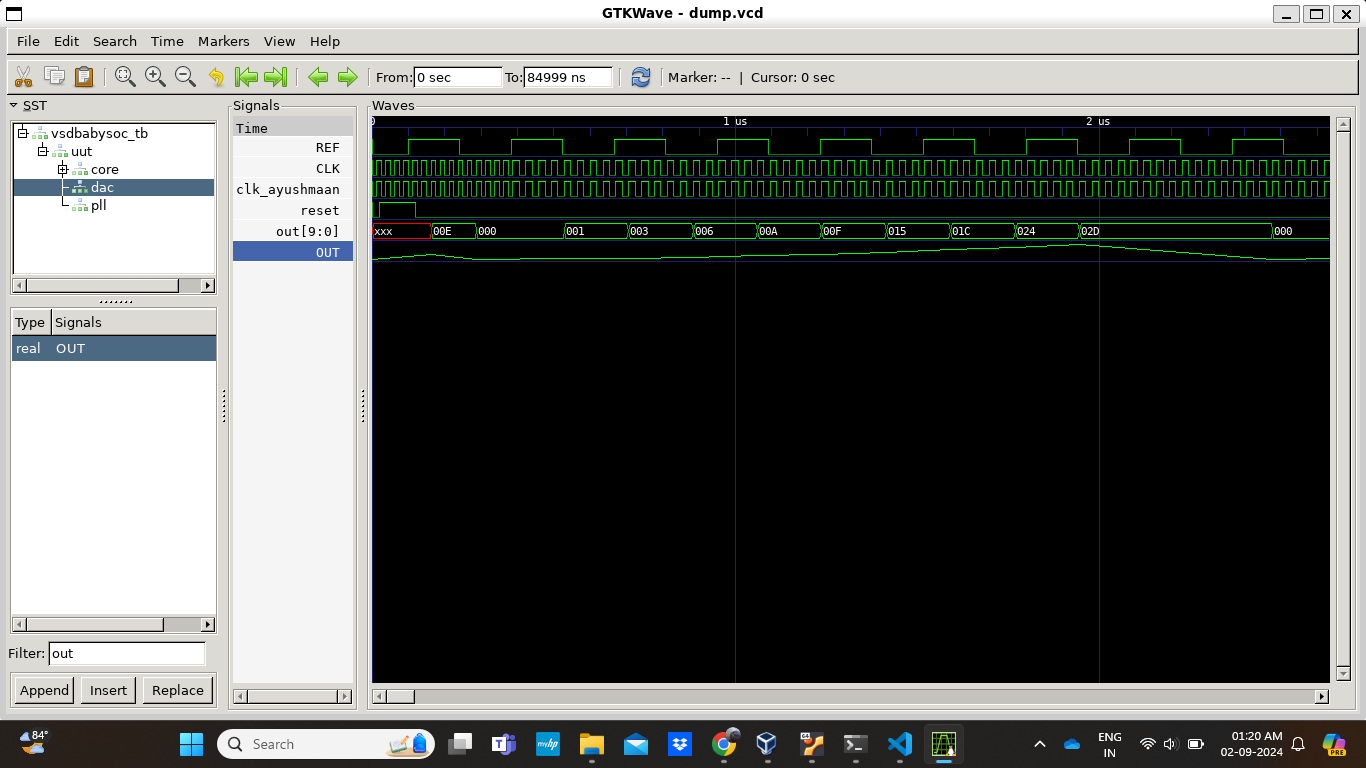 GTKWave - dump.vcd
File Edit Search Time Markers View Help
From: 0 sec To: 84999 ns Marker: -- | Cursor: 0 sec
SST
vsdbabysoc_tb
uut
core
dac
pll
Type Signals
real OUT
Filter: out
Append Insert Replace
Signals
Time
REF
CLK
clk_ayushmaan
reset
out[9:0]
OUT
Waves
0 1 us 2 us
xxx 00E 000 001 003 006 00A 00F 015 01C 024 02D 000
84°
Search
myhp
ENG
IN
01:20 AM
02-09-2024
PRE